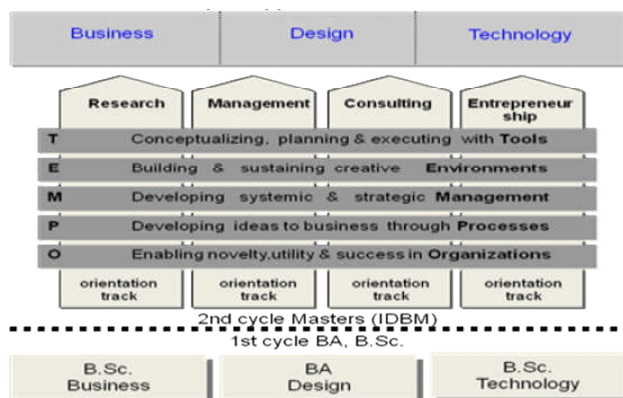 Business Design Technology
Research Management Consulting Entrepreneur
ship
T Conceptualizing, planning & executing with Tools
E Building & sustaining creative Environments
M Developing systemic & strategic Management
P Developing ideas to business through Processes
O Enabling novelty,utility & success in Organizations
orientation orientation orientation orientation
track track track track
2nd cycle Masters (IDBM)
1st cycle BA, B.Sc.
B.Sc. BA B.Sc.
Business Design Technology